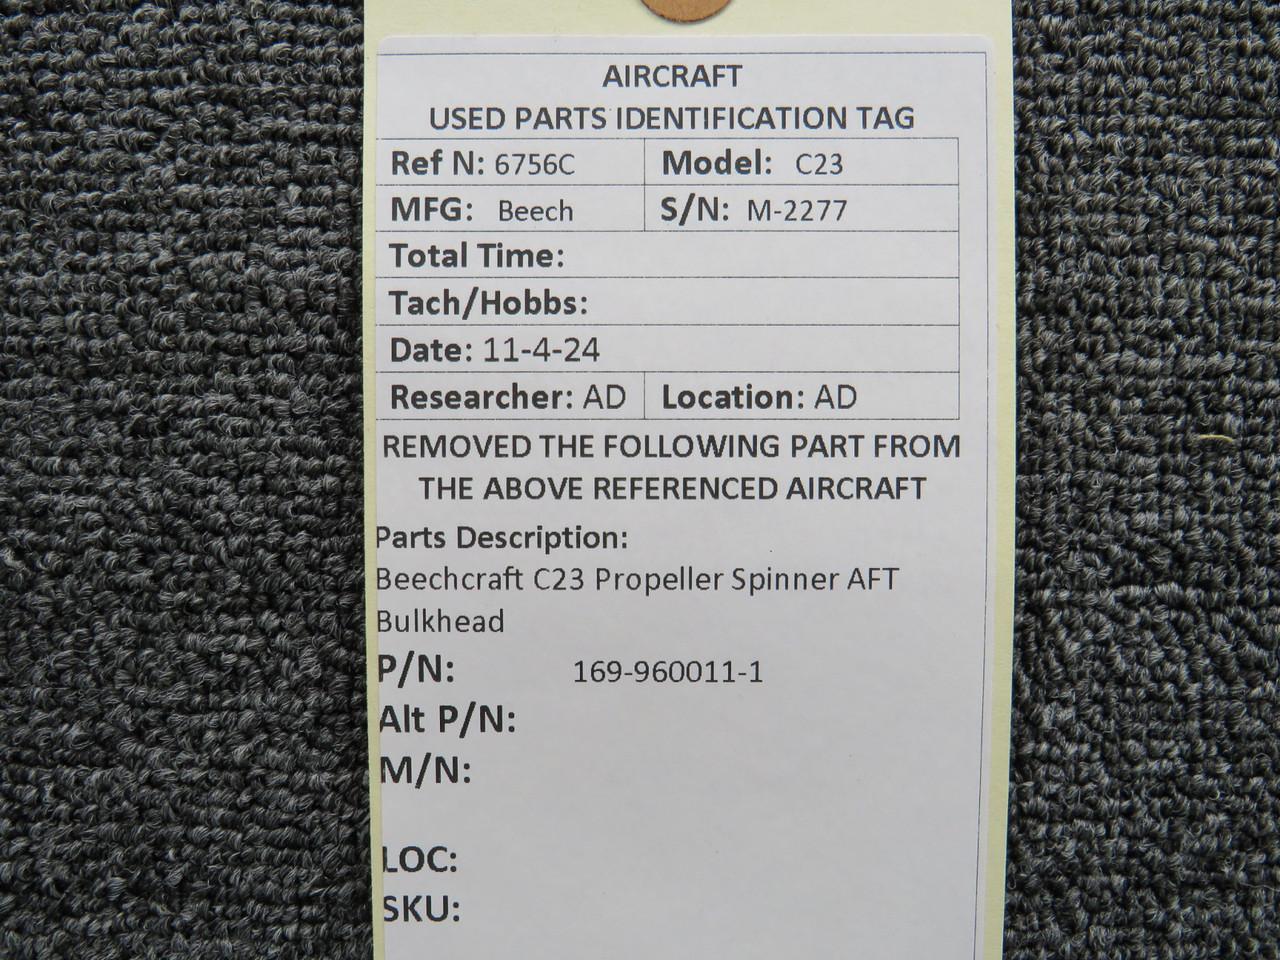 AIRCRAFT
USED PARTS IDENTIFICATION TAG
Ref N: 6756C Model: C23
MFG: Beech S/N: M-2277
Total Time:
Tach/Hobbs:
Date: 11-4-24
Researcher: AD Location: AD
REMOVED THE FOLLOWING PART FROM
THE ABOVE REFERENCED AIRCRAFT
Parts Description:
Beechcraft C23 Propeller Spinner AFT
Bulkhead
P/N: 169-960011-1
Alt P/N:
M/N:
LOC:
SKU: